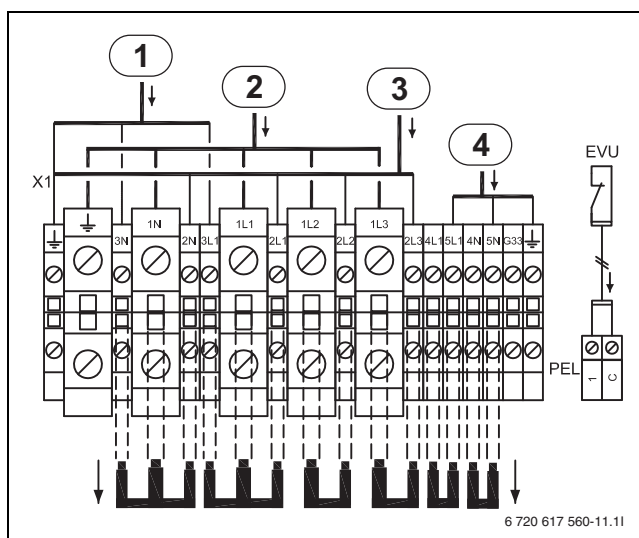 1
2
3
4
EVU
X1
3N
1N
2N
3L1
1L1
2L1
1L2
2L2
1L3
2L3
4L1
5L1
4N
5N
G33
PEL
1
C
6 720 617 560-11.1I